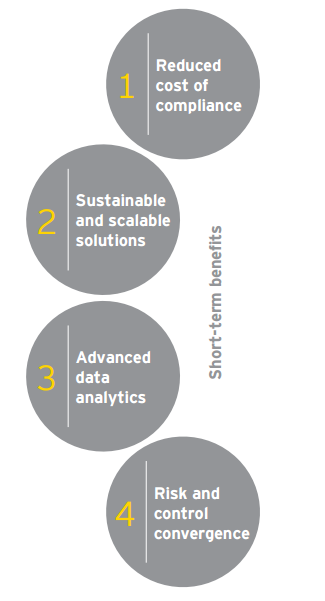 1
Reduced
cost of
compliance
2
Sustainable
and scalable
solutions
Short-term benefits
3
Advanced
data
analytics
4
Risk and
control
convergence